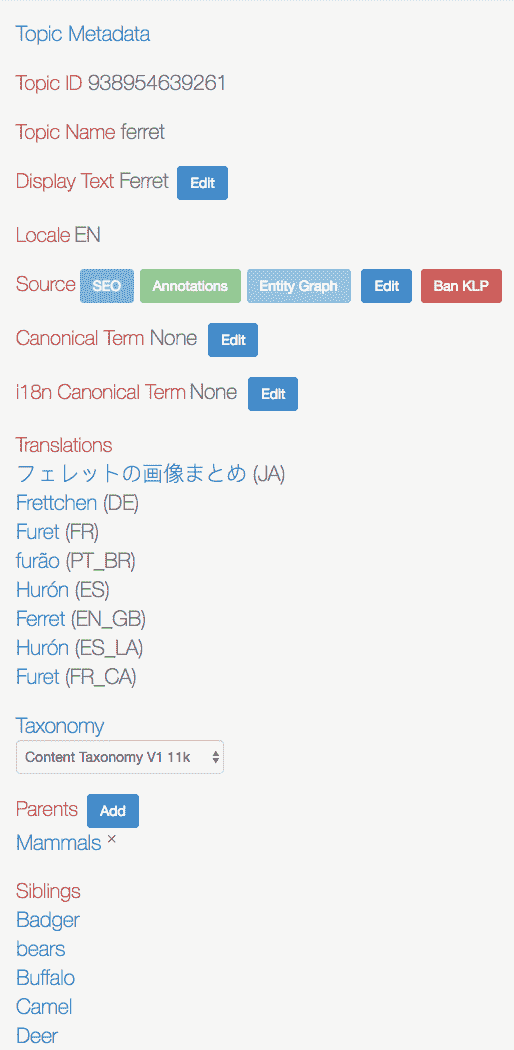 Topic Metadata
Topic ID 938954639261
Topic Name ferret
Display Text Ferret Edit
Locale EN
Source SEO Annotations Entity Graph Edit Ban KLP
Canonical Term None Edit
i18n Canonical Term None Edit
Translations
フェレットの画像まとめ (JA)
Frettchen (DE)
Furet (FR)
furão (PT_BR)
Hurón (ES)
Ferret (EN_GB)
Hurón (ES_LA)
Furet (FR_CA)
Taxonomy
Content Taxonomy V1 11k
Parents Add
Mammals ×
Siblings
Badger
bears
Buffalo
Camel
Deer